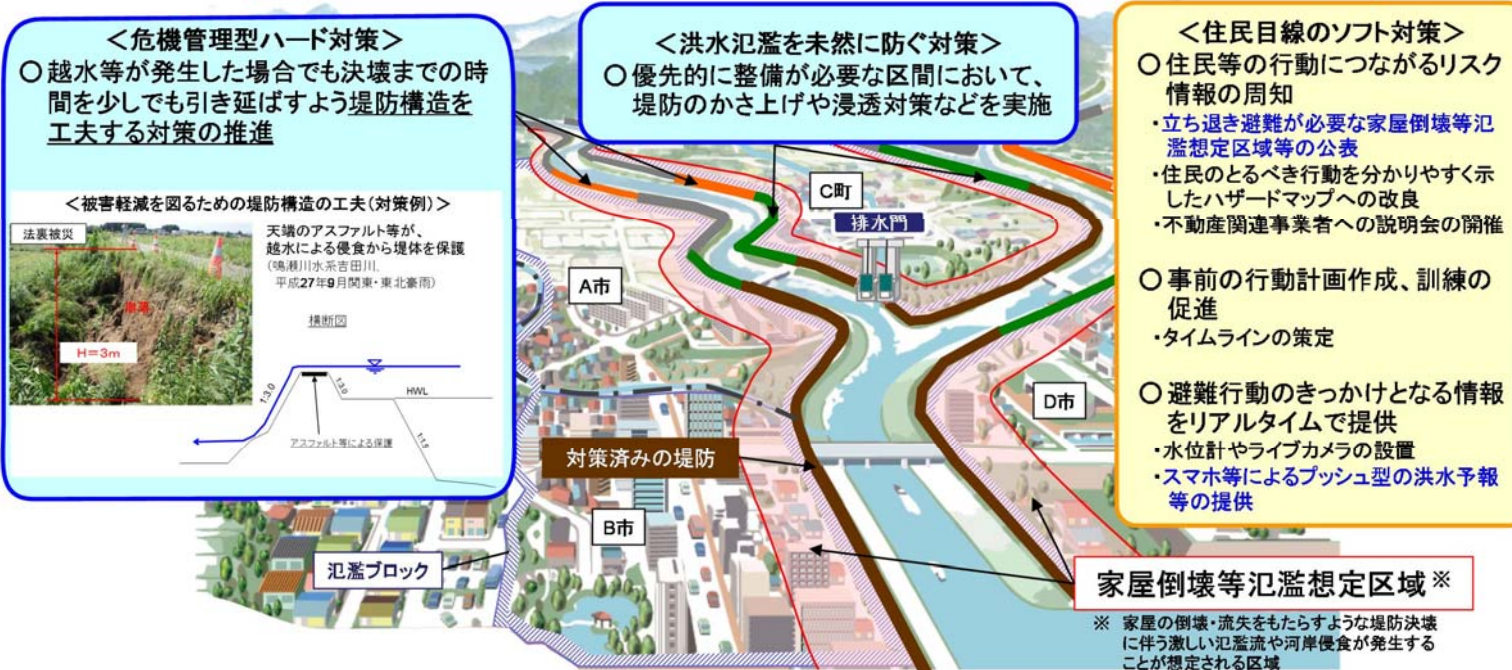 ＜危機管理型ハード対策＞
○越水等が発生した場合でも決壊までの時
間を少しでも引き延ばすよう堤防構造を
工夫する対策の推進
＜被害軽減を図るための堤防構造の工夫（対策例）＞
法裏被災
H＝3m
天端のアスファルト等が、
越水による侵食から堤体を保護
（鳴瀬川水系吉田川、
平成27年9月関東・東北豪雨）
横断図
1:3.0
1:3.0
HWL
1:1.5
アスファルト等による保護
＜洪水氾濫を未然に防ぐ対策＞
○優先的に整備が必要な区間において、
堤防のかさ上げや浸透対策などを実施
C町
排水門
A市
D市
対策済みの堤防
B市
氾濫ブロック
＜住民目線のソフト対策＞
○住民等の行動につながるリスク
情報の周知
・立ち退き避難が必要な家屋倒壊等氾
濫想定区域等の公表
・住民のとるべき行動を分かりやすく示
したハザードマップへの改良
・不動産関連事業者への説明会の開催
○事前の行動計画作成、訓練の
促進
・タイムラインの策定
○避難行動のきっかけとなる情報
をリアルタイムで提供
・水位計やライブカメラの設置
・スマホ等によるプッシュ型の洪水予報
等の提供
家屋倒壊等氾濫想定区域※
※ 家屋の倒壊・流失をもたらすような堤防決壊
に伴う激しい氾濫流や河岸侵食が発生する
ことが想定される区域